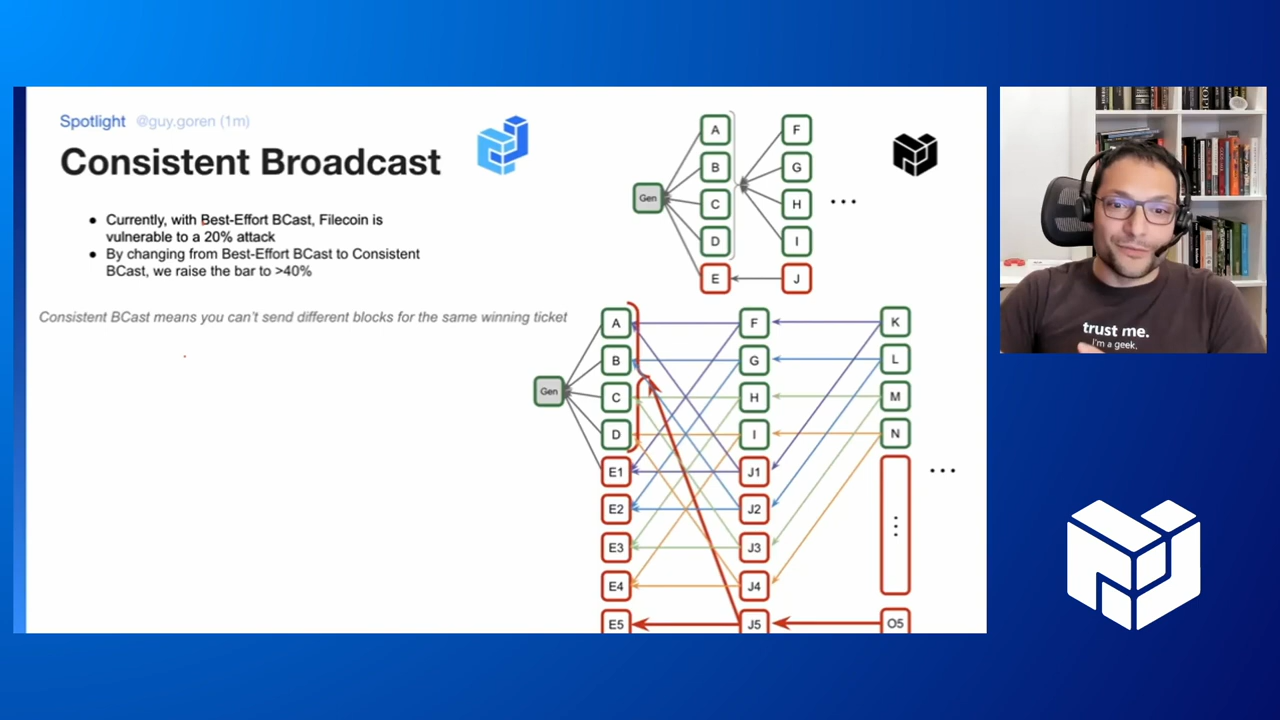 Spotlight @guy.goren (1m)
Consistent Broadcast
● Currently, with Best-Effort BCast, Filecoin is
vulnerable to a 20% attack
● By changing from Best-Effort BCast to Consistent
BCast, we raise the bar to >40%
Consistent BCast means you can't send different blocks for the same winning ticket
Gen
A F
B G
C H
D I
E J
...
Gen
A F K
B G L
C H M
D I N
E1 J1
E2 J2
E3 J3
E4 J4
E5 J5 O5
...
trust me.
I'm a geek.